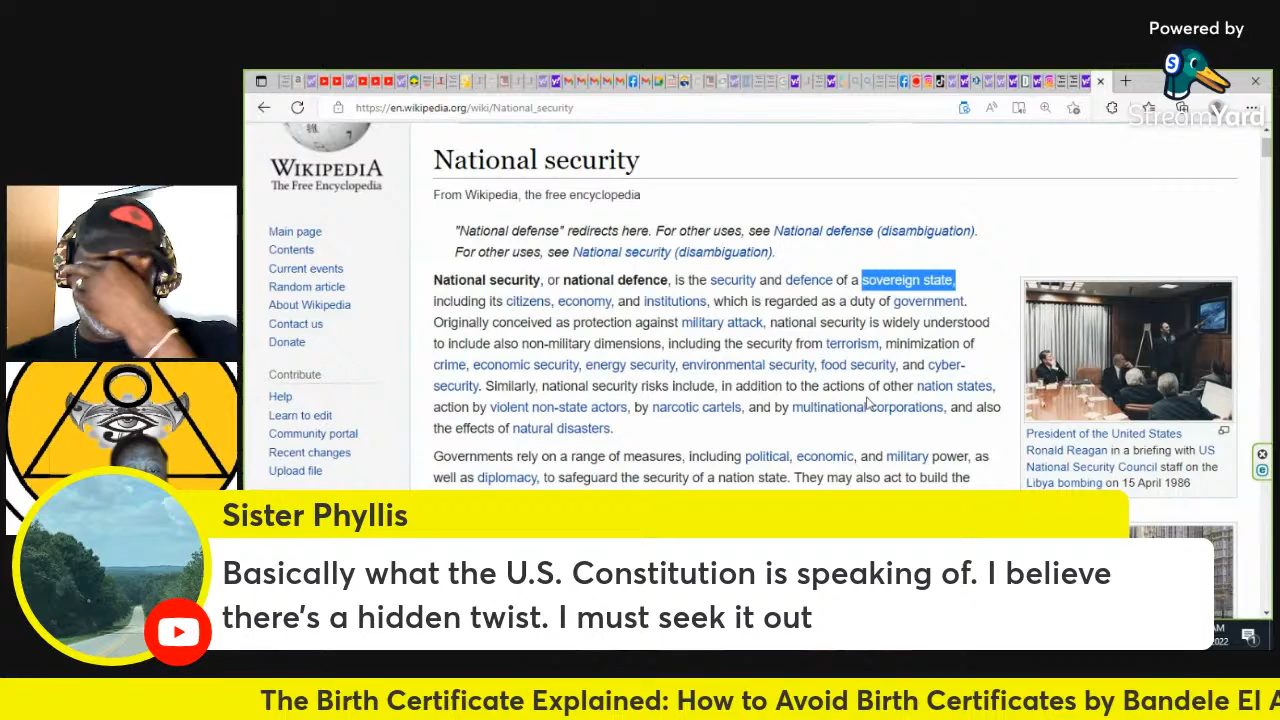 Powered by
StreamYard
https://en.wikipedia.org/wiki/National_security
WIKIPEDIA
The Free Encyclopedia
Main page
Contents
Current events
Random article
About Wikipedia
Contact us
Donate
Contribute
Help
Learn to edit
Community portal
Recent changes
Upload file
National security
From Wikipedia, the free encyclopedia
"National defense" redirects here. For other uses, see National defense (disambiguation).
For other uses, see National security (disambiguation).
National security, or national defence, is the security and defence of a sovereign state,
including its citizens, economy, and institutions, which is regarded as a duty of government.
Originally conceived as protection against military attack, national security is widely understood
to include also non-military dimensions, including the security from terrorism, minimization of
crime, economic security, energy security, environmental security, food security, and cyber-
security. Similarly, national security risks include, in addition to the actions of other nation states,
action by violent non-state actors, by narcotic cartels, and by multinational corporations, and also
the effects of natural disasters.
Governments rely on a range of measures, including political, economic, and military power, as
well as diplomacy, to safeguard the security of a nation state. They may also act to build the
President of the United States
Ronald Reagan in a briefing with US
National Security Council staff on the
Libya bombing on 15 April 1986
Sister Phyllis
Basically what the U.S. Constitution is speaking of. I believe
there's a hidden twist. I must seek it out
AM
2022
The Birth Certificate Explained: How to Avoid Birth Certificates by Bandele El A